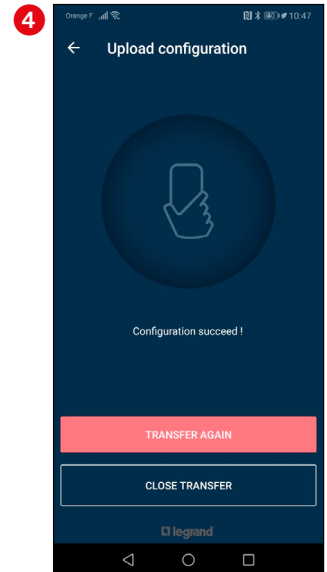 4
Orange F 10:47
Upload configuration
Configuration succeed !
TRANSFER AGAIN
CLOSE TRANSFER
legrand